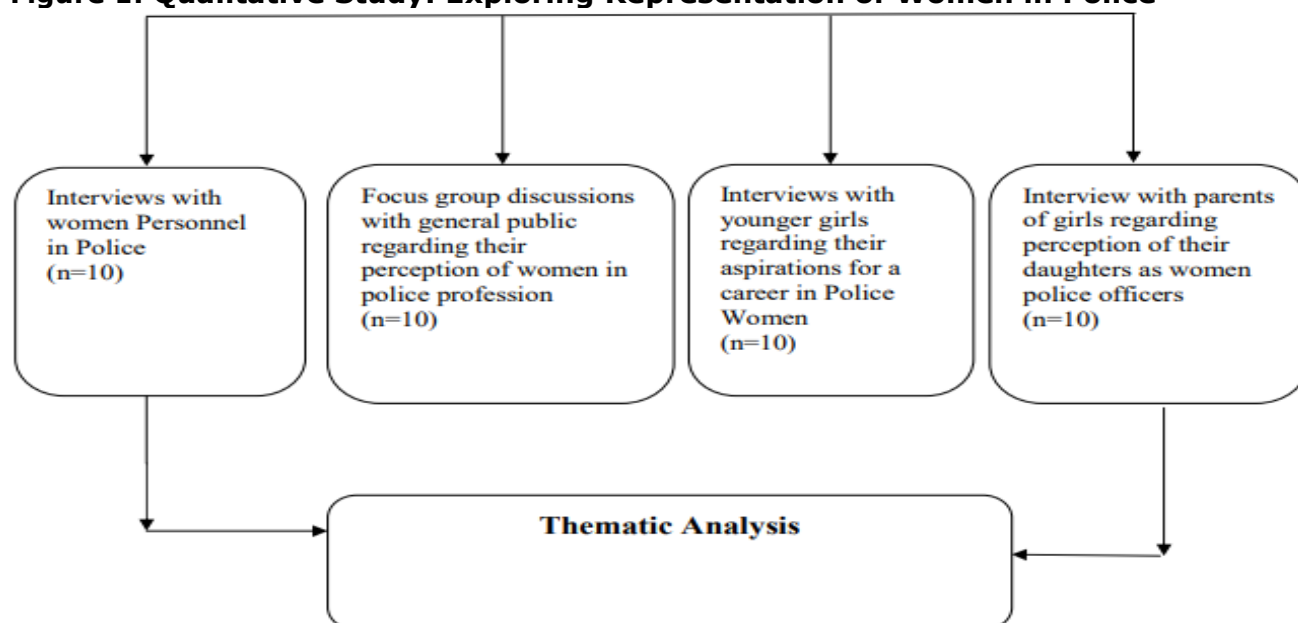 Figure 1: Qualitative Study: Exploring Representation of Women in Police
Interviews with
women Personnel
in Police
(n=10)
Focus group discussions
with general public
regarding their
perception of women in
police profession
(n=10)
Interviews with
younger girls
regarding their
aspirations for a
career in Police
Women
(n=10)
Interview with parents
of girls regarding
perception of their
daughters as women
police officers
(n=10)
Thematic Analysis